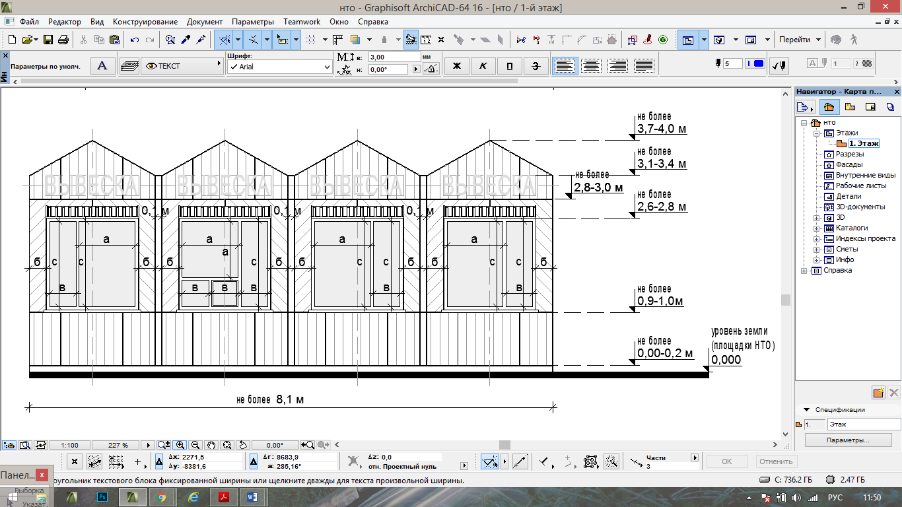 нто - Graphisoft ArchiCAD-64 16 - [нто / 1-й этаж]
Файл Редактор Вид Конструирование Документ Параметры Teamwork Окно Справка
Перейти
Параметры по умолч.
А
ТЕКСТ
Шрифт:
Arial
М
3,00
мм
0,00°
Ж
К
П
5
1
1
2
Навигатор - Карта п...
нто
Этажи
1. Этаж
Разрезы
Фасады
Внутренние виды
Рабочие листы
Детали
3D-документы
3D
Каталоги
Индексы проекта
Сметы
Инфо
Справка
не более
3,7-4,0 м
не более
3,1-3,4 м
не более
2,8-3,0 м
не более
2,6-2,8 м
ВЫВЕСКА ВЫВЕСКА ВЫВЕСКА ВЫВЕСКА
а а а а
а
б с б б с б б с б б с б
в в в в в в
не более
0,9-1,0м
не более
0,00-0,2 м
уровень земли
(площадки НТО)
0,000
не более 8,1 м
Спецификации
1. Этаж
Параметры...
1:100 227 % 0,00°
Δx: 2271,5
Δy: -8381,6
Δr: 8683,9
α: 285,16°
Δz: 0,0
отн. Проектный нуль
Части
3
OK Отменить
Панел...
Выборка
Указат
оугольник текстового блока фиксированной ширины или щелкните дважды для текста произвольной ширины.
C: 736.2 ГБ 2.47 ГБ
РУС 11:50